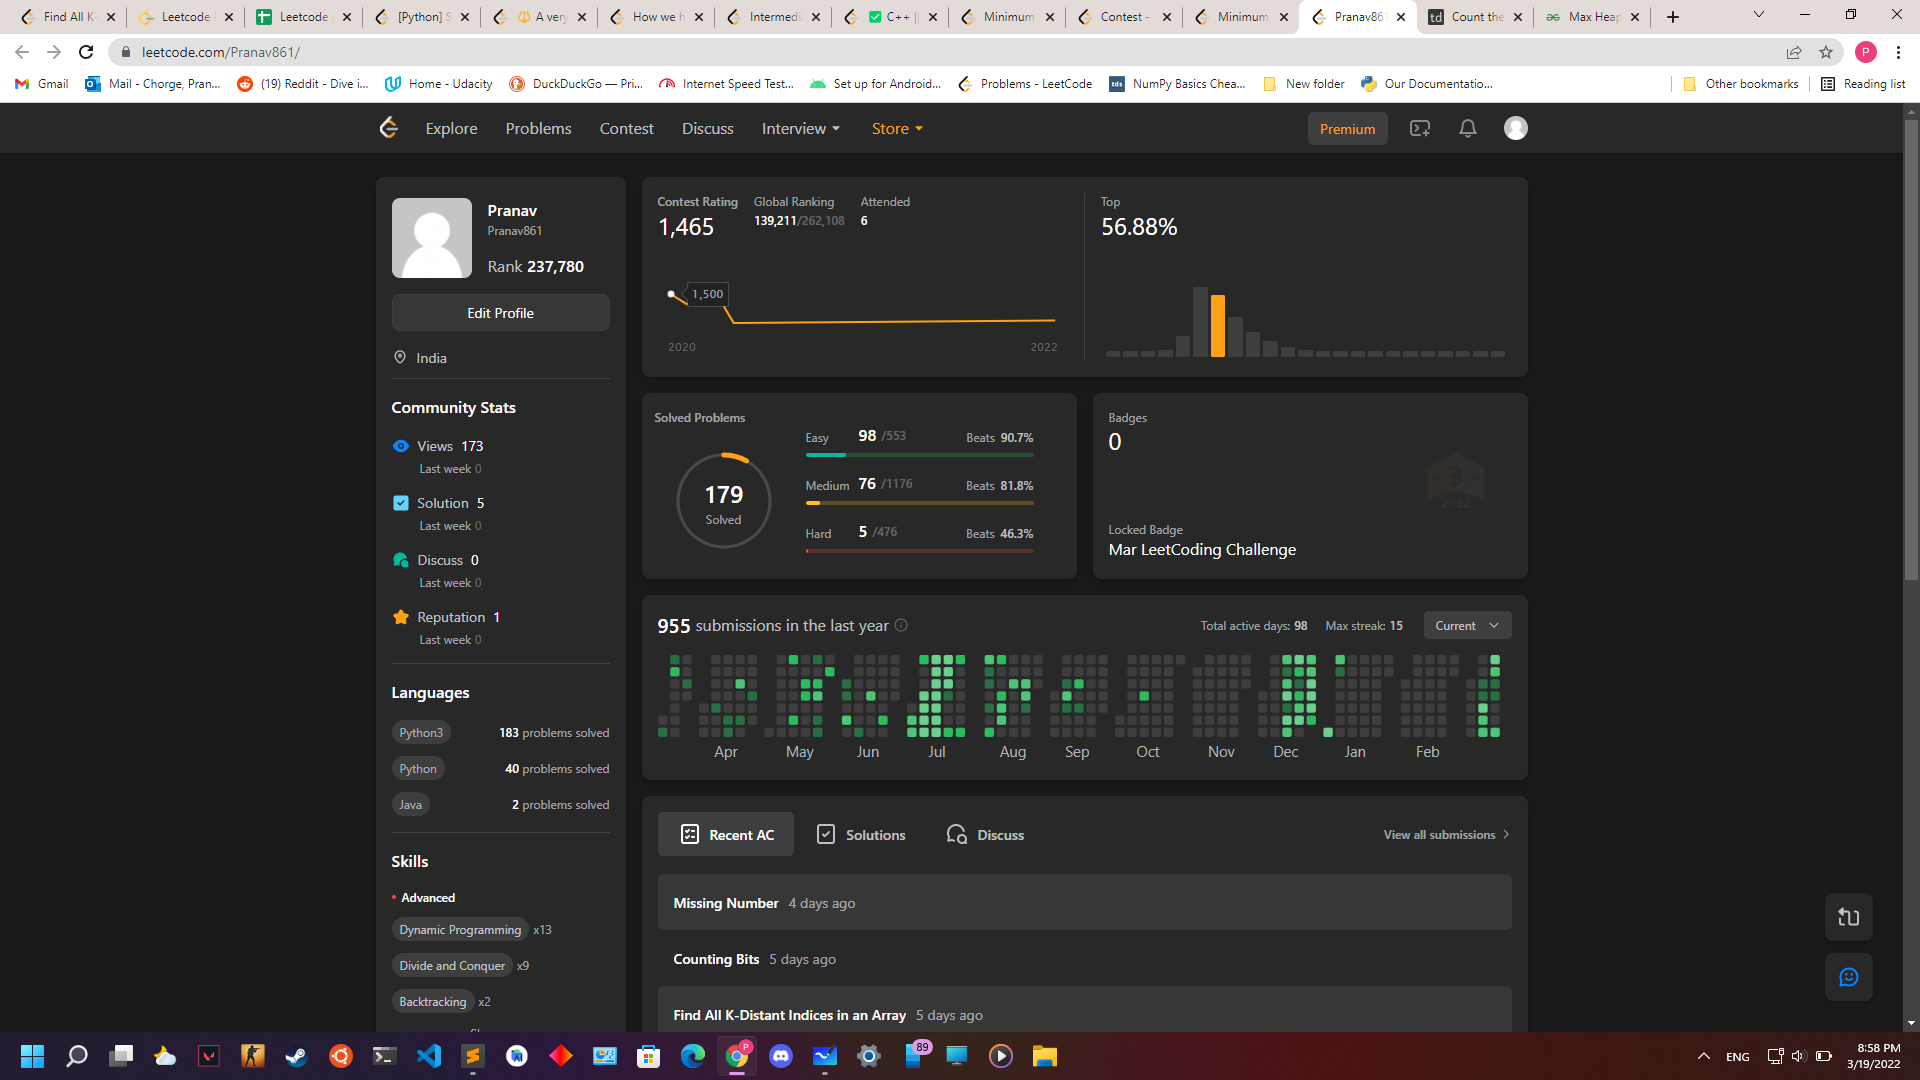 Find All K-
Leetcode
Leetcode
[Python] S
A very
How we h
Intermedi
C++ ||
Minimum
Contest -
Minimum
Pranav861
Count the
Max Heap
leetcode.com/Pranav861/
P
Gmail
Mail - Chorge, Pran...
(19) Reddit - Dive i...
Home - Udacity
DuckDuckGo — Pri...
Internet Speed Test...
Set up for Android...
Problems - LeetCode
NumPy Basics Chea...
New folder
Our Documentatio...
Other bookmarks
Reading list
Explore
Problems
Contest
Discuss
Interview
Store
Premium
Pranav
Pranav861
Rank 237,780
Edit Profile
India
Community Stats
Views 173
Last week 0
Solution 5
Last week 0
Discuss 0
Last week 0
Reputation 1
Last week 0
Languages
Python3 183 problems solved
Python 40 problems solved
Java 2 problems solved
Skills
Advanced
Dynamic Programming x13
Divide and Conquer x9
Backtracking x2
Contest Rating
1,465
Global Ranking
139,211/262,108
Attended
6
1,500
2020
2022
Top
56.88%
Solved Problems
179
Solved
Easy 98 /553 Beats 90.7%
Medium 76 /1176 Beats 81.8%
Hard 5 /476 Beats 46.3%
Badges
0
3
2022
Locked Badge
Mar LeetCoding Challenge
955 submissions in the last year
Total active days: 98
Max streak: 15
Current
Apr May Jun Jul Aug Sep Oct Nov Dec Jan Feb
Recent AC
Solutions
Discuss
View all submissions
Missing Number 4 days ago
Counting Bits 5 days ago
Find All K-Distant Indices in an Array 5 days ago
P
89
ENG
8:58 PM
3/19/2022